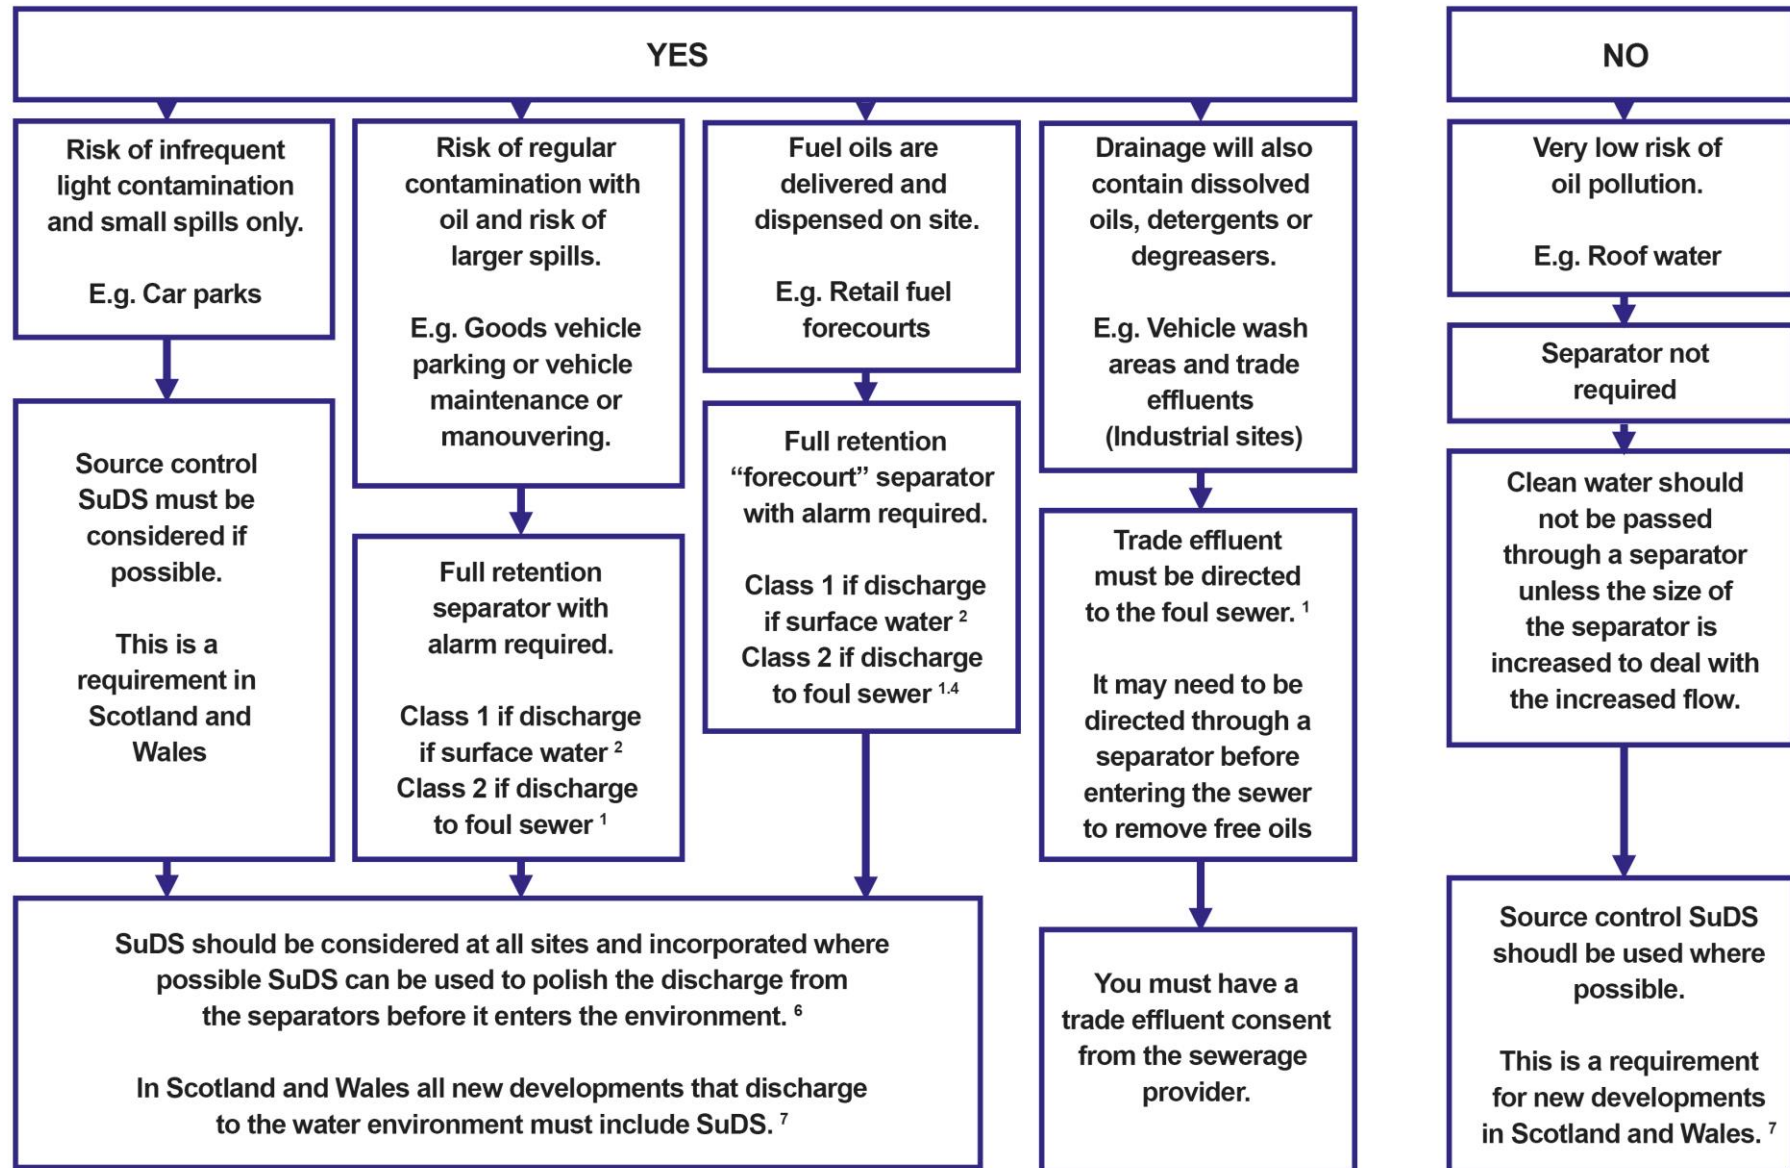 YES
NO
Risk of infrequent
light contamination
and small spills only.
E.g. Car parks
Source control
SuDS must be
considered if
possible.
This is a
requirement in
Scotland and
Wales
Risk of regular
contamination with
oil and risk of
larger spills.
E.g. Goods vehicle
parking or vehicle
maintenance or
manouvering.
Full retention
separator with
alarm required.
Class 1 if discharge
if surface water 2
Class 2 if discharge
to foul sewer 1
Fuel oils are
delivered and
dispensed on site.
E.g. Retail fuel
forecourts
Full retention
“forecourt” separator
with alarm required.
Class 1 if discharge
if surface water 2
Class 2 if discharge
to foul sewer 1.4
SuDS should be considered at all sites and incorporated where
possible SuDS can be used to polish the discharge from
the separators before it enters the environment. 6
In Scotland and Wales all new developments that discharge
to the water environment must include SuDS. 7
Drainage will also
contain dissolved
oils, detergents or
degreasers.
E.g. Vehicle wash
areas and trade
effluents
(Industrial sites)
Trade effluent
must be directed
to the foul sewer. 1
It may need to be
directed through a
separator before
entering the sewer
to remove free oils
You must have a
trade effluent consent
from the sewerage
provider.
Very low risk of
oil pollution.
E.g. Roof water
Separator not
required
Clean water should
not be passed
through a separator
unless the size of
the separator is
increased to deal with
the increased flow.
Source control SuDS
shoudl be used where
possible.
This is a requirement
for new developments
in Scotland and Wales. 7